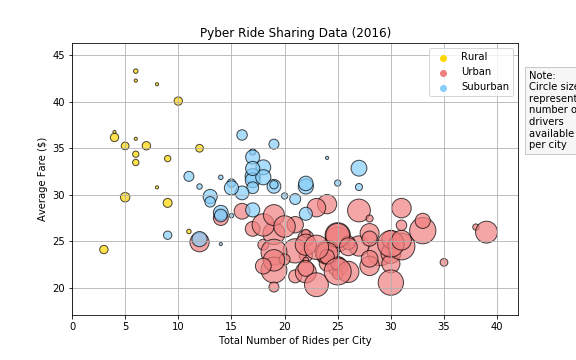 Pyber Ride Sharing Data (2016)
45
40
35
30
25
20
Average Fare ($)
0
5
10
15
20
25
30
35
40
Total Number of Rides per City
Rural
Urban
Suburban
Note:
Circle size
represent
number o
drivers
available
per city